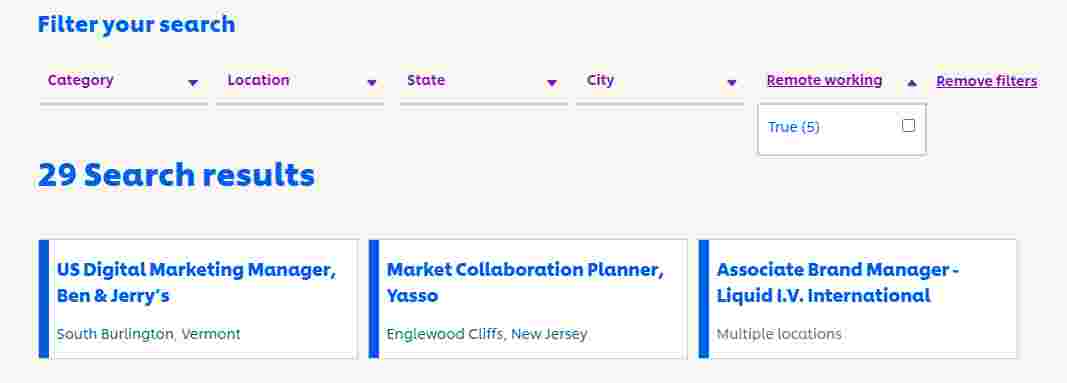 Filter your search
Category Location State City Remote working Remove filters
True (5)
29 Search results
US Digital Marketing Manager,
Ben & Jerry's
South Burlington, Vermont
Market Collaboration Planner,
Yasso
Englewood Cliffs, New Jersey
Associate Brand Manager -
Liquid I.V. International
Multiple locations